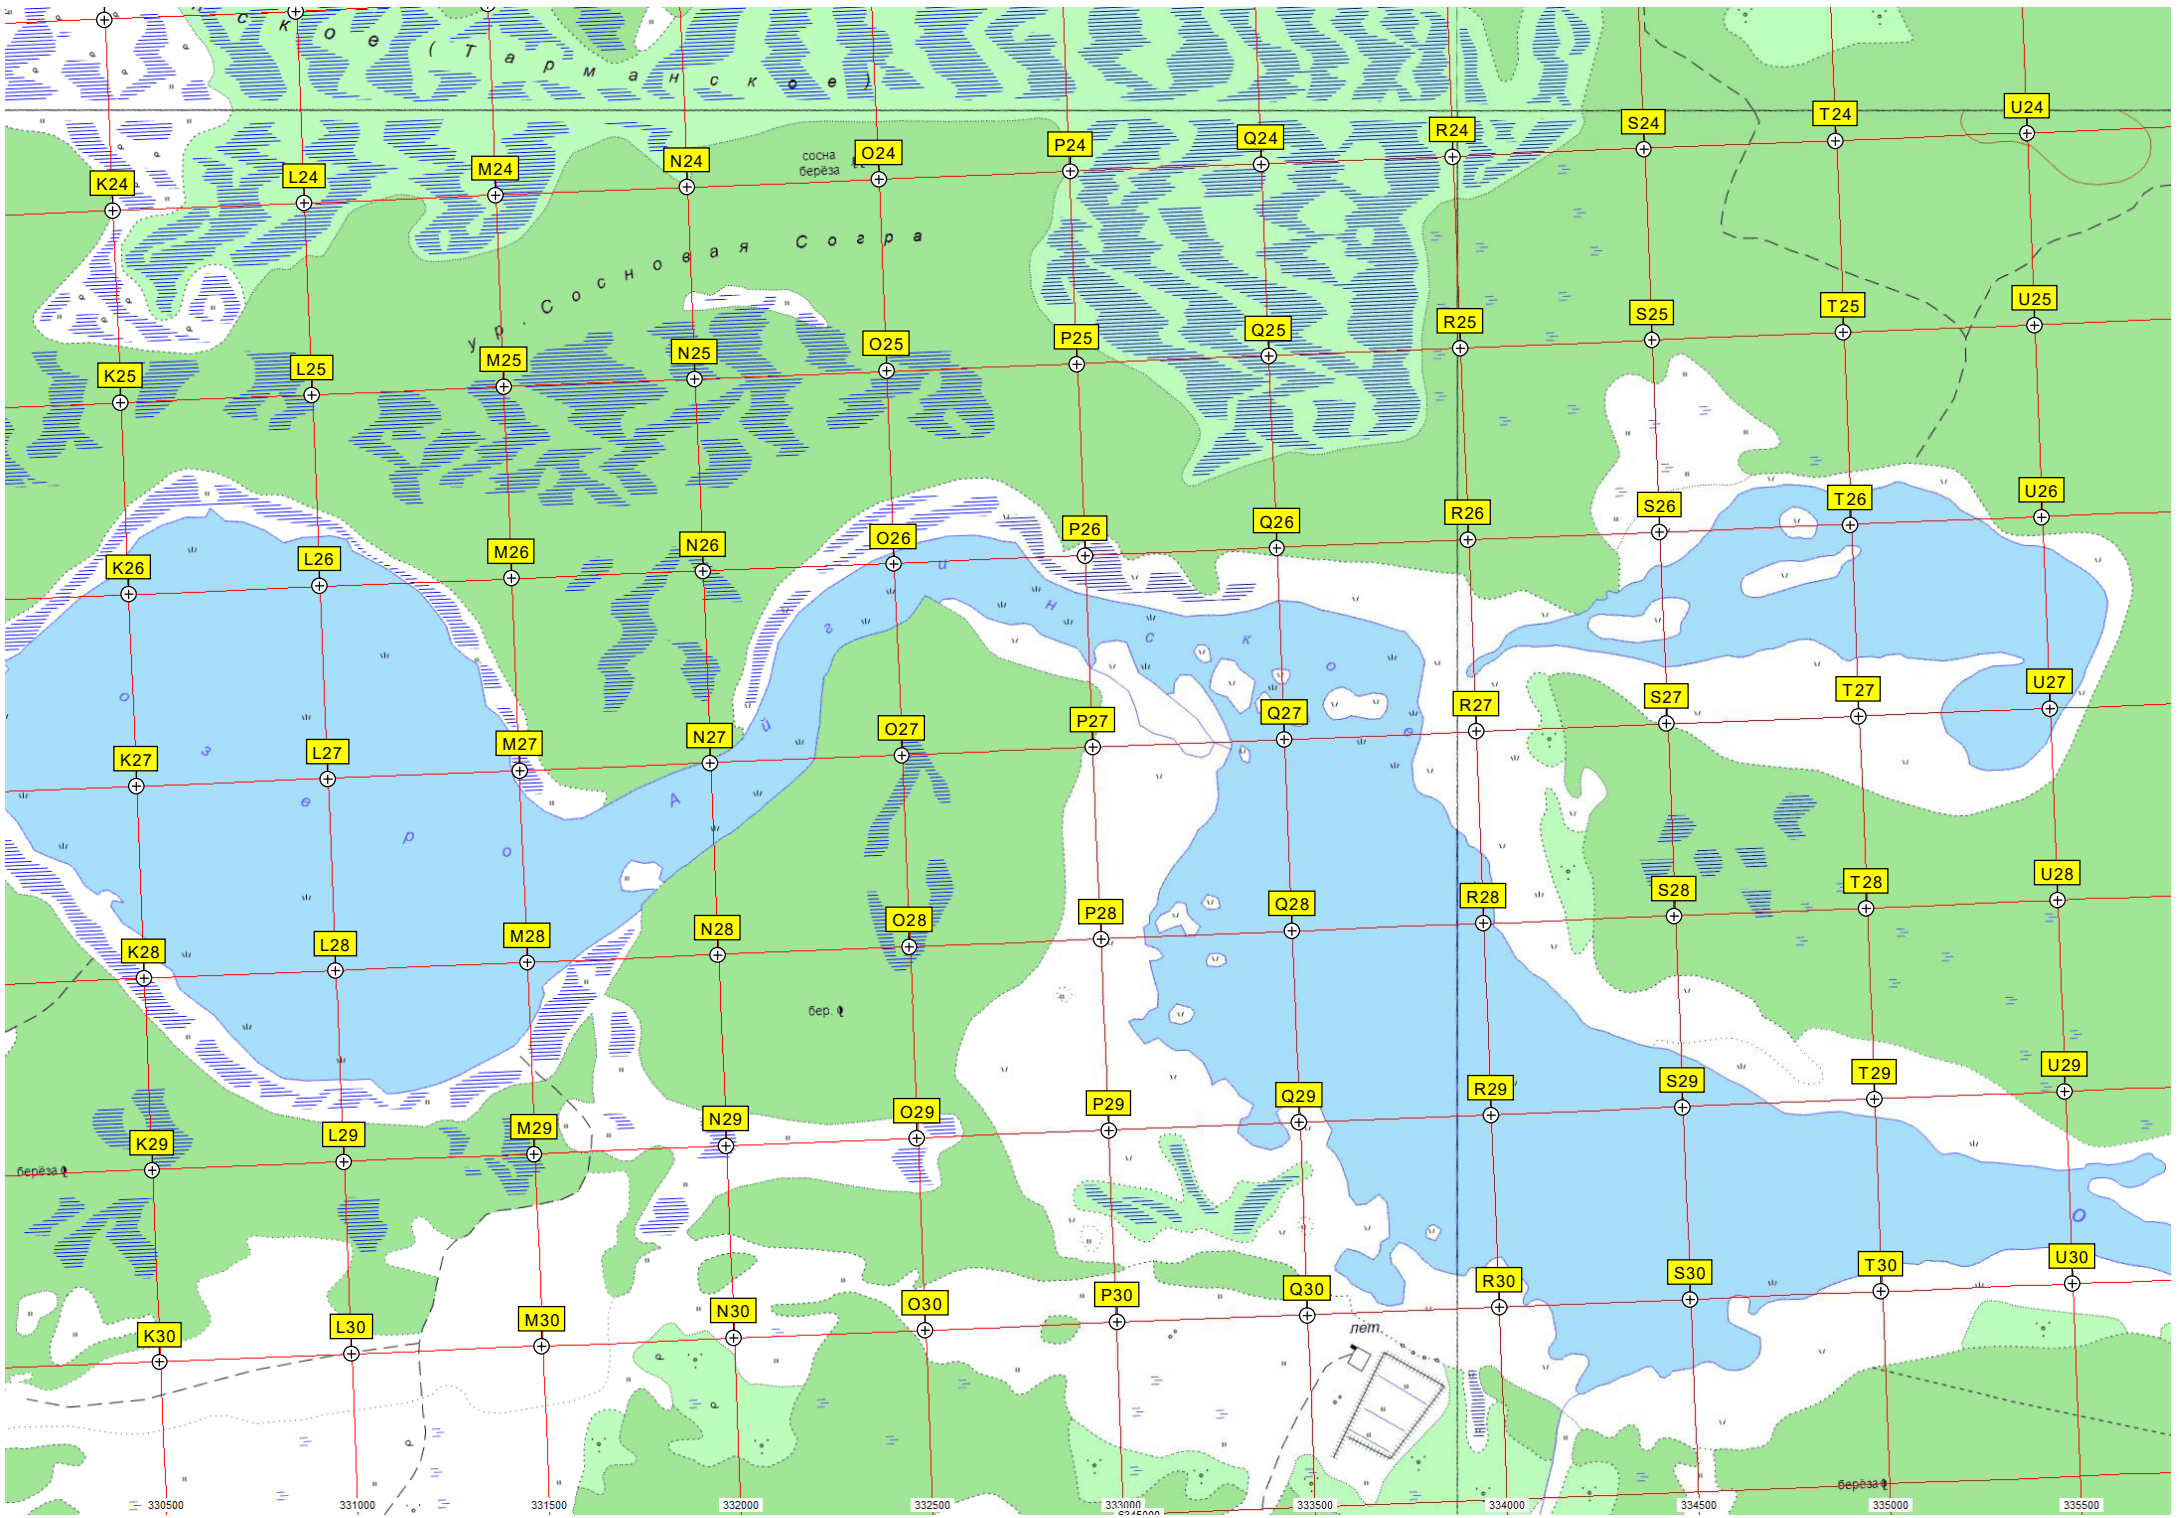 ское (Тарманское)
K24 L24 M24 N24 O24 P24 Q24 R24 S24 T24 U24
сосна
берёза
ур. Сосновая Согра
K25 L25 M25 N25 O25 P25 Q25 R25 S25 T25 U25
K26 L26 M26 N26 O26 P26 Q26 R26 S26 T26 U26
озеро Айгинское
K27 L27 M27 N27 O27 P27 Q27 R27 S27 T27 U27
K28 L28 M28 N28 O28 P28 Q28 R28 S28 T28 U28
бер.
K29 L29 M29 N29 O29 P29 Q29 R29 S29 T29 U29
берёза
О
K30 L30 M30 N30 O30 P30 Q30 R30 S30 T30 U30
лет.
берёза
330500 331000 331500 332000 332500 333000 333500 334000 334500 335000 335500